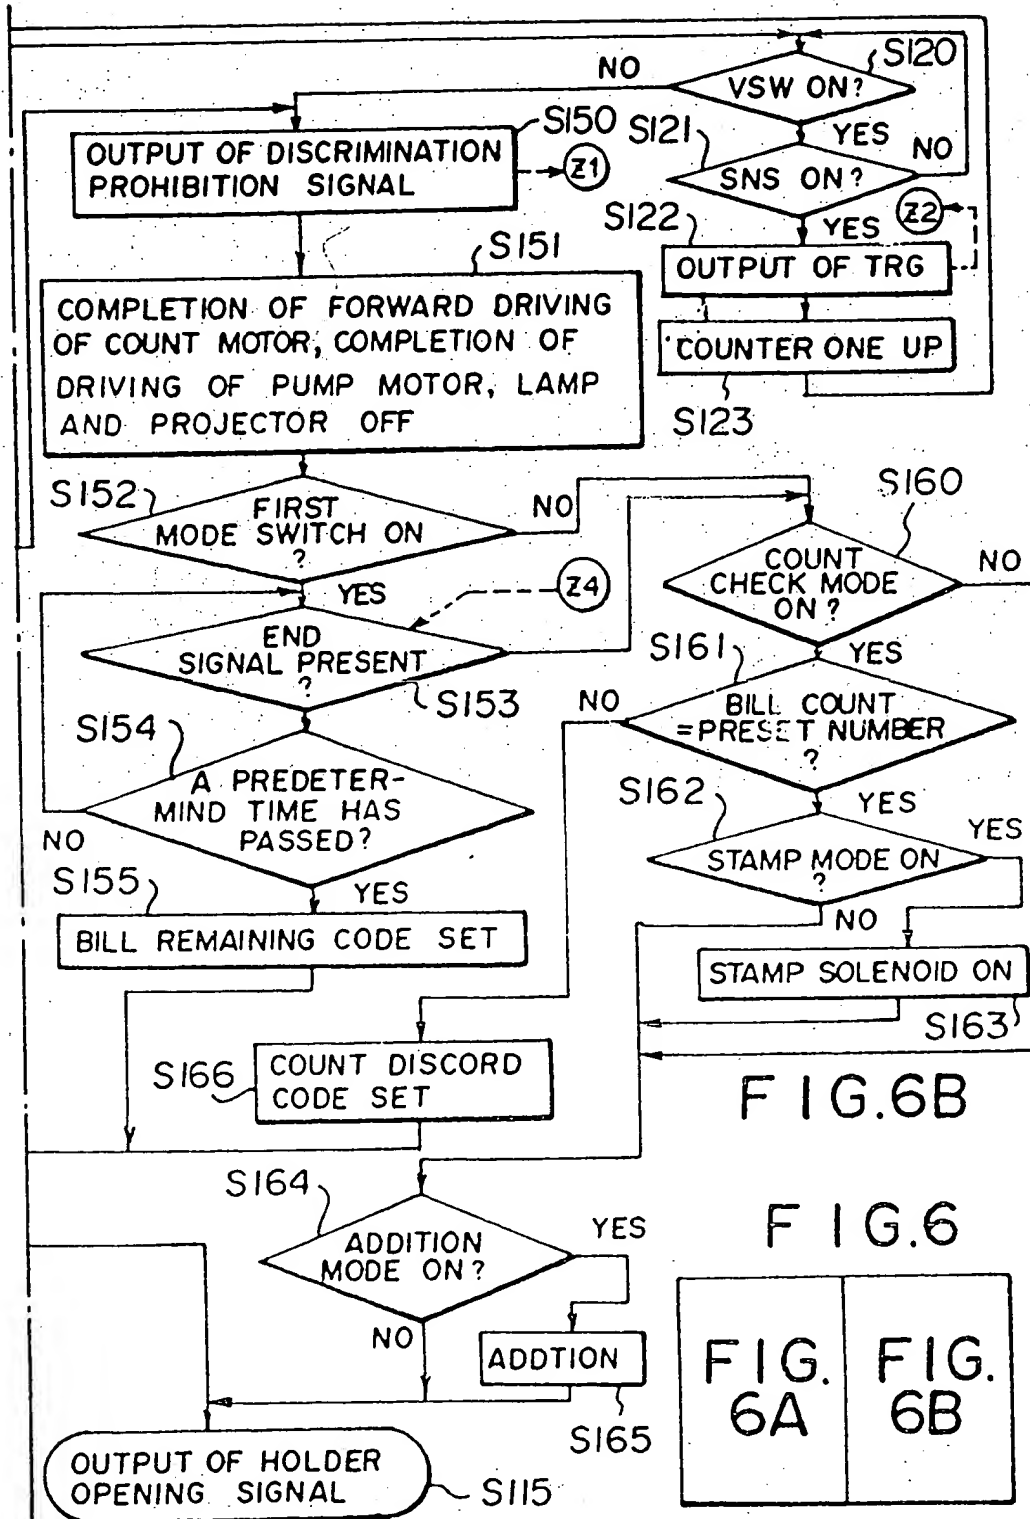 S120
NO
VSW ON?
S150
S121
YES
NO
OUTPUT OF DISCRIMINATION
PROHIBITION SIGNAL
Z1
SNS ON?
S122
YES
Z2
S151
OUTPUT OF TRG
COMPLETION OF FORWARD DRIVING
OF COUNT MOTOR, COMPLETION OF
DRIVING OF PUMP MOTOR, LAMP
AND PROJECTOR OFF
COUNTER ONE UP
S123
S152
FIRST
MODE SWITCH ON
?
NO
S160
YES
Z4
COUNT
CHECK MODE
ON?
NO
END
SIGNAL PRESENT
?
S153
S161
YES
S154
NO
BILL COUNT
=PRESET NUMBER
?
A PREDETER-
MIND TIME HAS
PASSED?
NO
S162
YES
YES
STAMP MODE ON
?
S155
YES
NO
BILL REMAINING CODE SET
STAMP SOLENOID ON
S163
S166
COUNT DISCORD
CODE SET
FIG.6B
S164
ADDITION
MODE ON?
YES
FIG.6
NO
ADDTION
S165
FIG.
6A
FIG.
6B
OUTPUT OF HOLDER
OPENING SIGNAL
S115